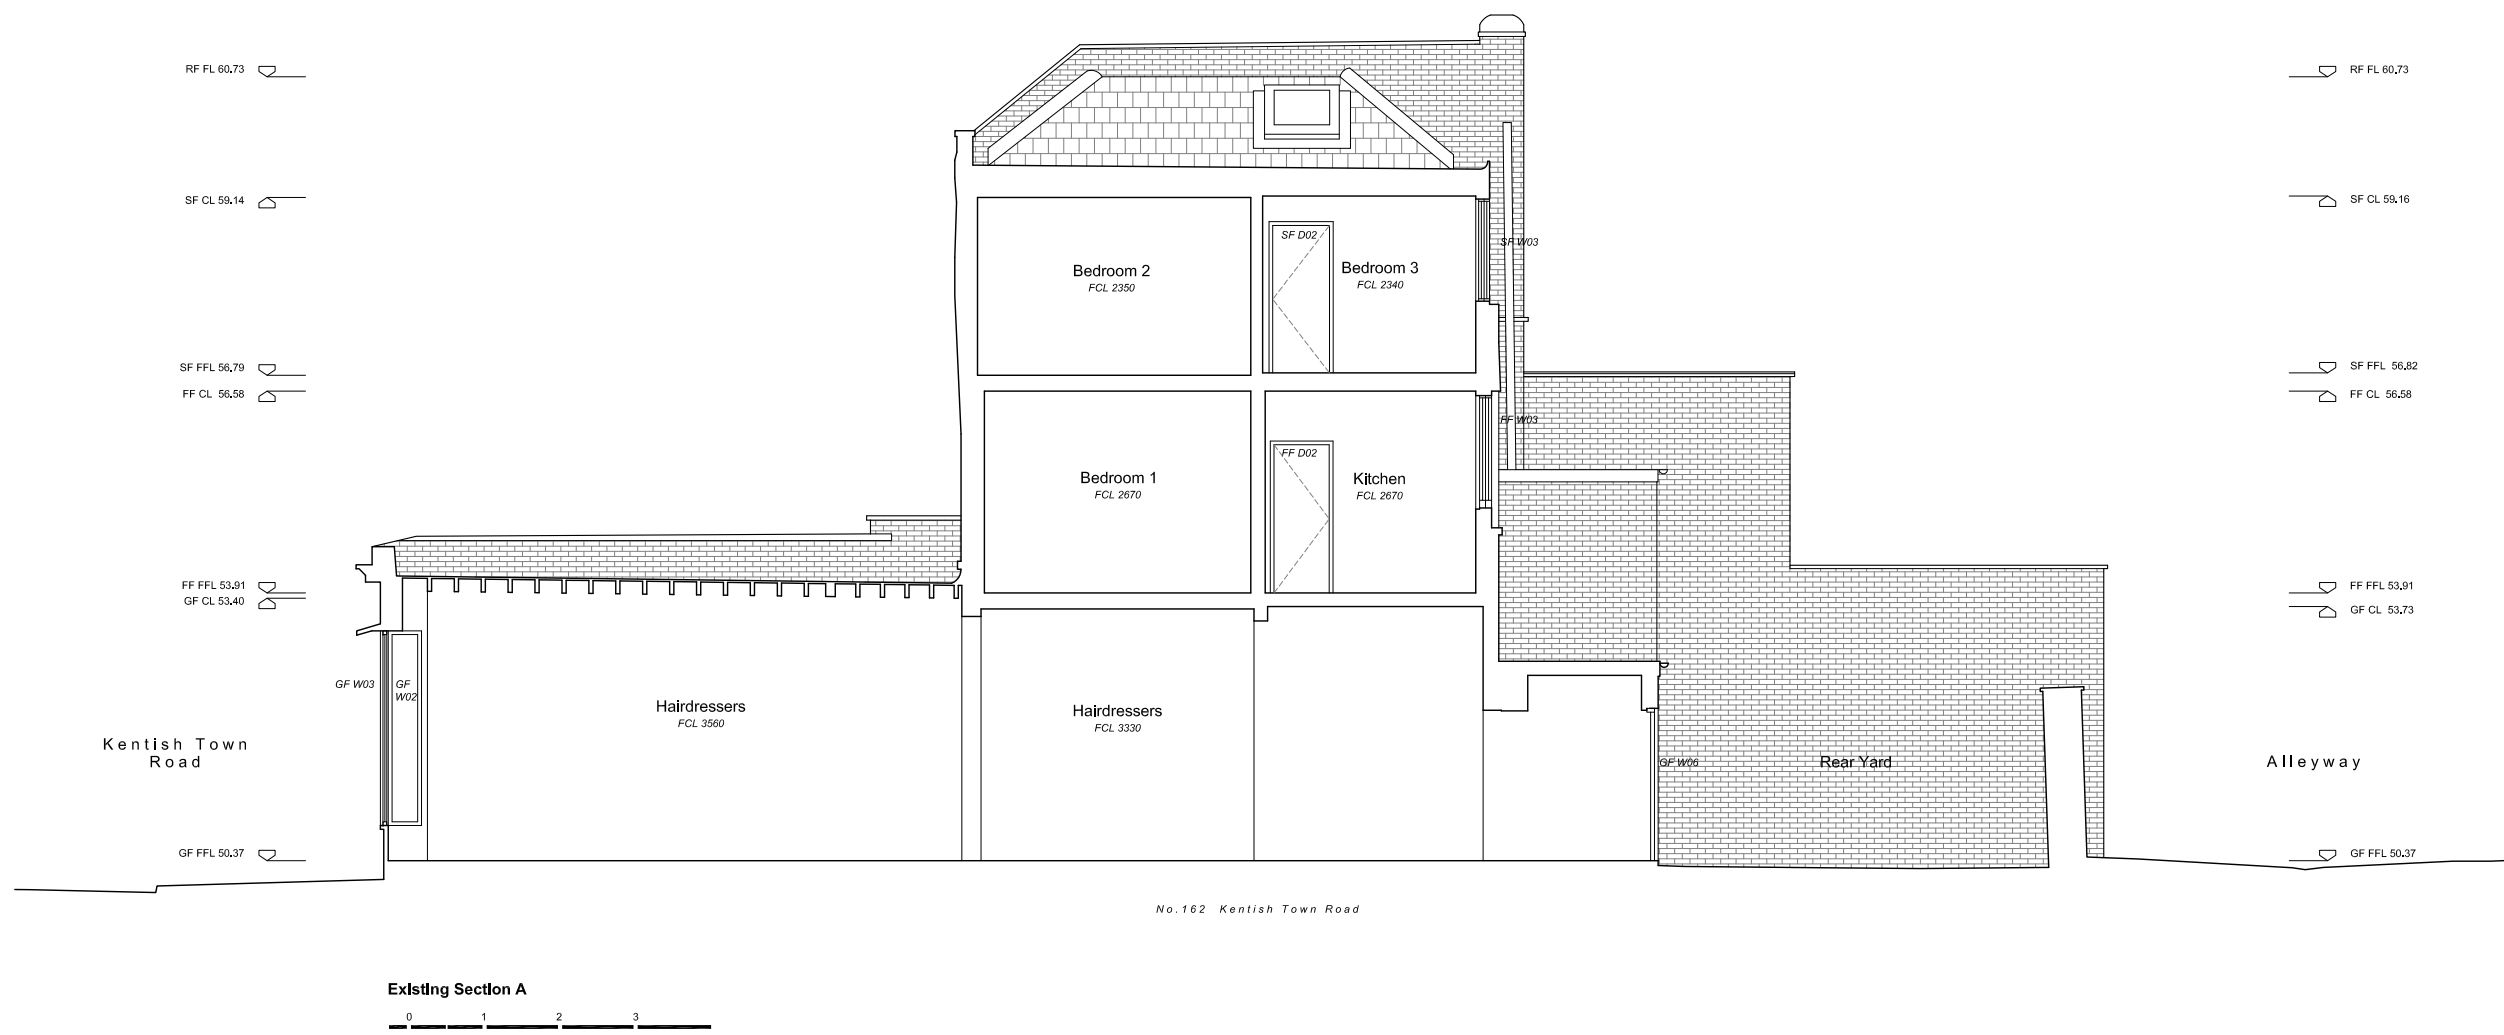 RF FL 60.73
RF FL 60.73
SF CL 59.14
SF CL 59.16
SF D02
SF W03
Bedroom 2
FCL 2350
Bedroom 3
FCL 2340
SF FFL 56.79
SF FFL 56.82
FF CL 56.58
FF CL 56.58
FF W03
FF D02
Bedroom 1
FCL 2670
Kitchen
FCL 2670
FF FFL 53.91
FF FFL 53.91
GF CL 53.40
GF CL 53.73
GF W03
GF
W02
Hairdressers
FCL 3560
Hairdressers
FCL 3330
Kentish Town
Road
GF W06
Rear Yard
Alleyway
GF FFL 50.37
GF FFL 50.37
No.162 Kentish Town Road
Existing Section A
0 1 2 3